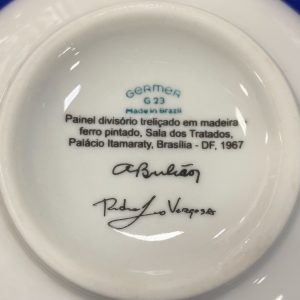 GERMER
G 23
Made in Brazil
Painel divisório treliçado em madeira e
ferro pintado, Sala dos Tratados,
Palácio Itamaraty, Brasília - DF, 1967
ABulcão